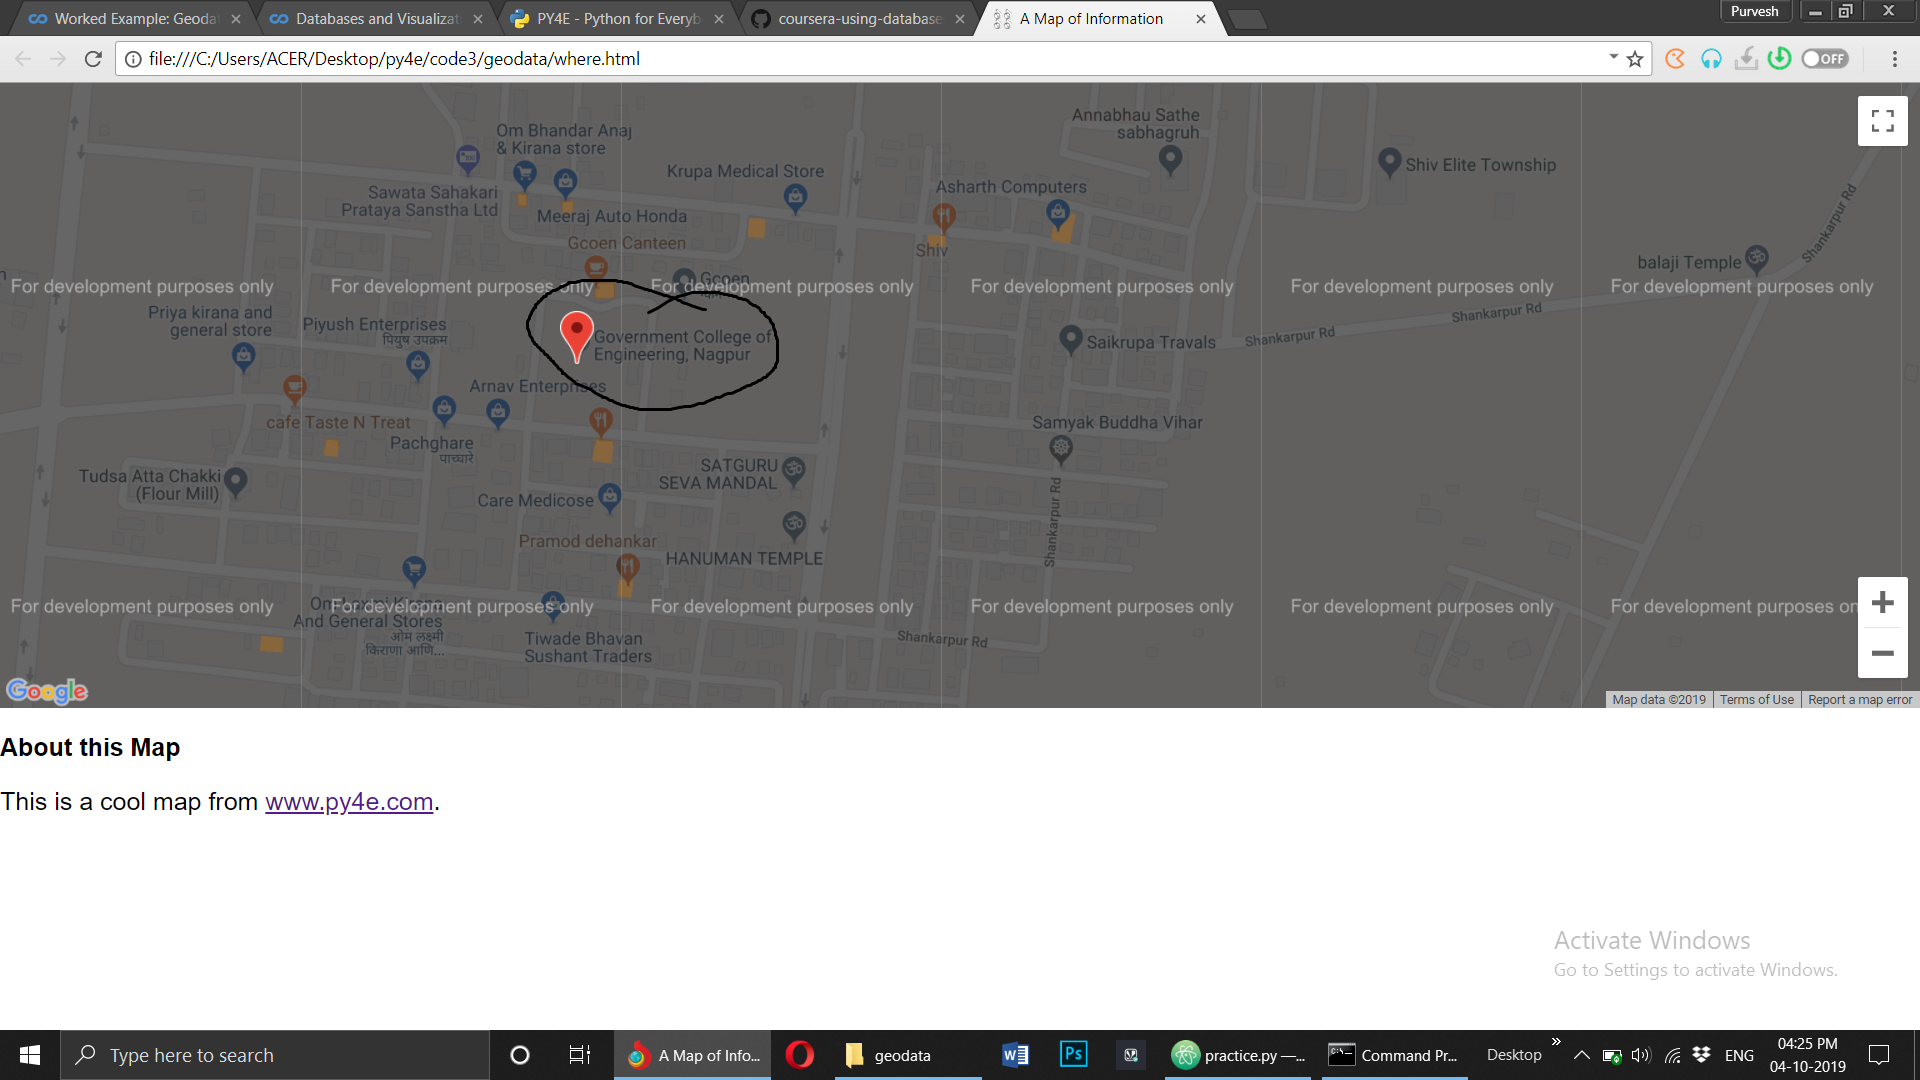 Worked Example: Geodat
Databases and Visualizat
PY4E - Python for Everyb
coursera-using-database
A Map of Information
Purvesh
file:///C:/Users/ACER/Desktop/py4e/code3/geodata/where.html
OFF
Om Bhandar Anaj
& Kirana store
Annabhau Sathe
sabhagruh
Krupa Medical Store
Shiv Elite Township
Sawata Sahakari
Prataya Sanstha Ltd
Asharth Computers
Meeraj Auto Honda
Gcoen Canteen
Shiv
Shankarpur Rd
balaji Temple
Gcoen
For development purposes only
For development purposes only
For development purposes only
For development purposes only
For development purposes only
For development purposes only
Priya kirana and
general store
Piyush Enterprises
पियुष उपक्रम
Government College of
Engineering, Nagpur
Saikrupa Travals
Shankarpur Rd
Shankarpur Rd
Arnav Enterprises
cafe Taste N Treat
Pachghare
पाच्घारे
Samyak Buddha Vihar
Tudsa Atta Chakki
(Flour Mill)
SATGURU
SEVA MANDAL
Care Medicose
Shankarpur Rd
Pramod dehankar
HANUMAN TEMPLE
For development purposes only
For development purposes only
For development purposes only
For development purposes only
For development purposes only
For development purposes on
Om Laxmi Kirana
And General Stores
ओम लक्ष्मी
किराणा आणि...
Tiwade Bhavan
Sushant Traders
Shankarpur Rd
Google
Map data ©2019
Terms of Use
Report a map error
About this Map
This is a cool map from www.py4e.com.
Activate Windows
Go to Settings to activate Windows.
Type here to search
A Map of Info...
geodata
Ps
practice.py —...
Command Pr...
Desktop
ENG
04:25 PM
04-10-2019